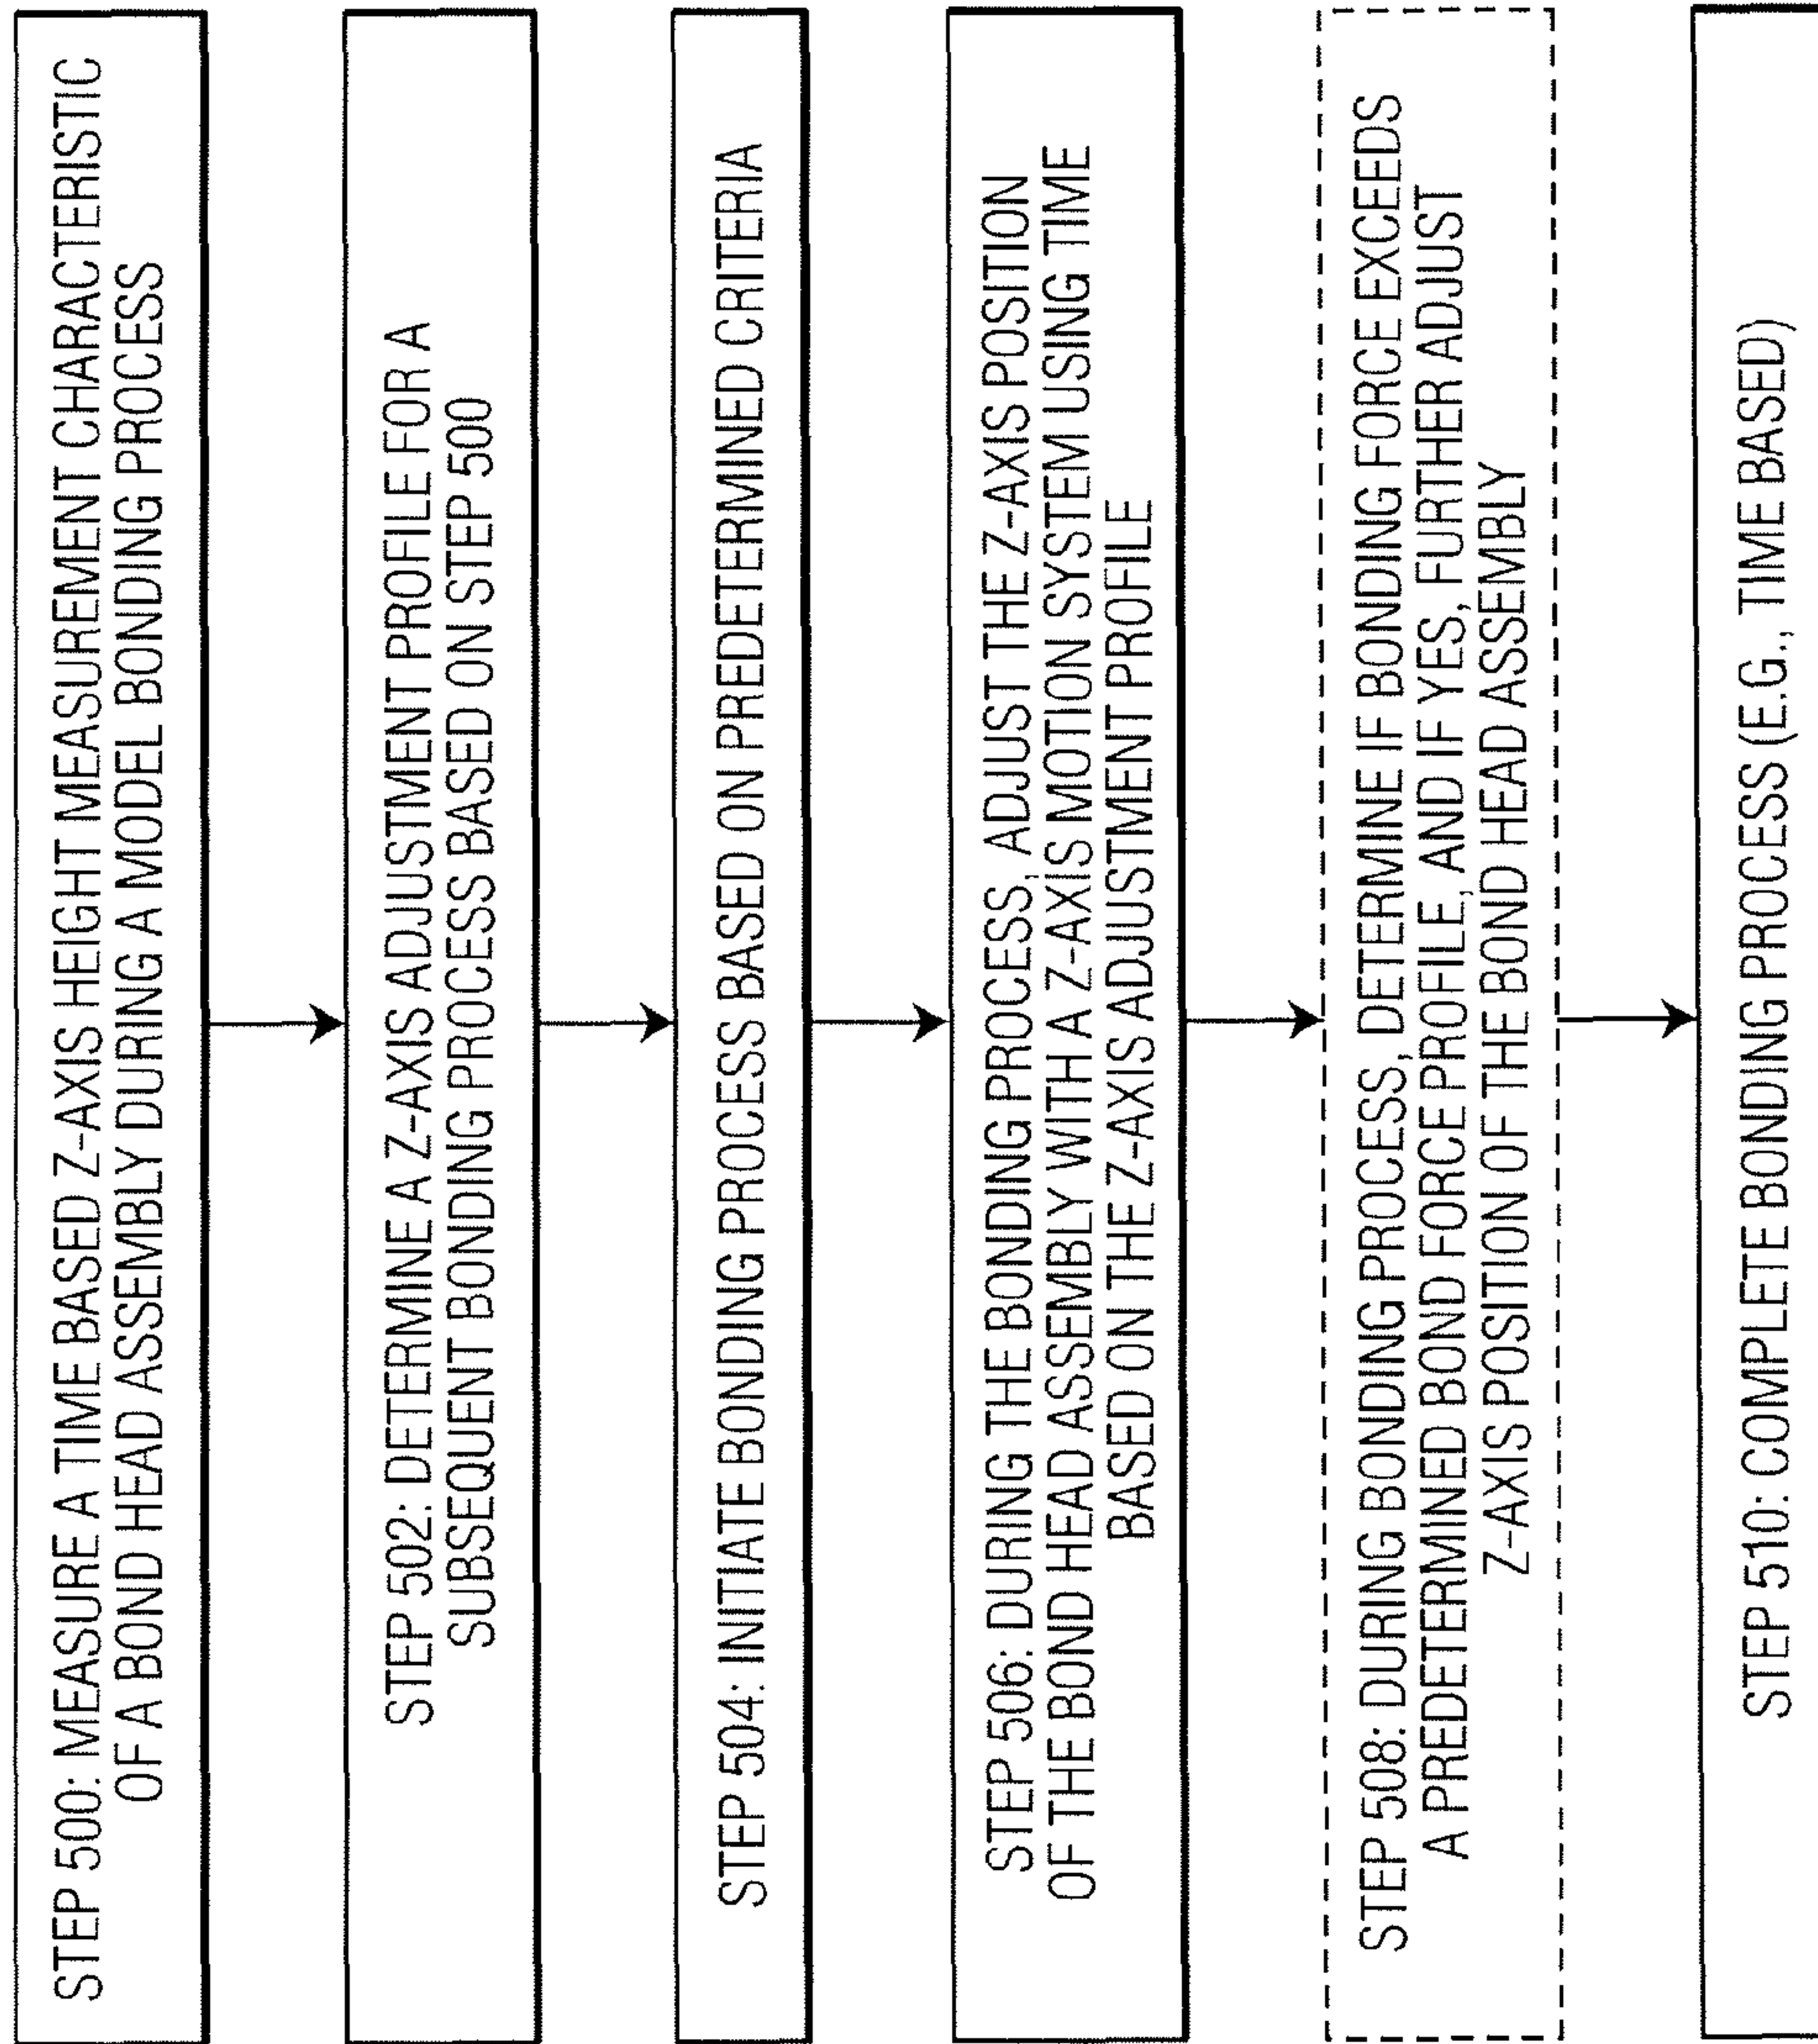 STEP 500: MEASURE A TIME BASED Z-AXIS HEIGHT MEASUREMENT CHARACTERISTIC
OF A BOND HEAD ASSEMBLY DURING A MODEL BONDING PROCESS
STEP 502: DETERMINE A Z-AXIS ADJUSTMENT PROFILE FOR A
SUBSEQUENT BONDING PROCESS BASED ON STEP 500
STEP 504: INITIATE BONDING PROCESS BASED ON PREDETERMINED CRITERIA
STEP 506: DURING THE BONDING PROCESS, ADJUST THE Z-AXIS POSITION
OF THE BOND HEAD ASSEMBLY WITH A Z-AXIS MOTION SYSTEM USING TIME
BASED ON THE Z-AXIS ADJUSTMENT PROFILE
STEP 508: DURING BONDING PROCESS, DETERMINE IF BONDING FORCE EXCEEDS
A PREDETERMINED BOND FORCE PROFILE, AND IF YES, FURTHER ADJUST
Z-AXIS POSITION OF THE BOND HEAD ASSEMBLY
STEP 510: COMPLETE BONDING PROCESS (E.G., TIME BASED)